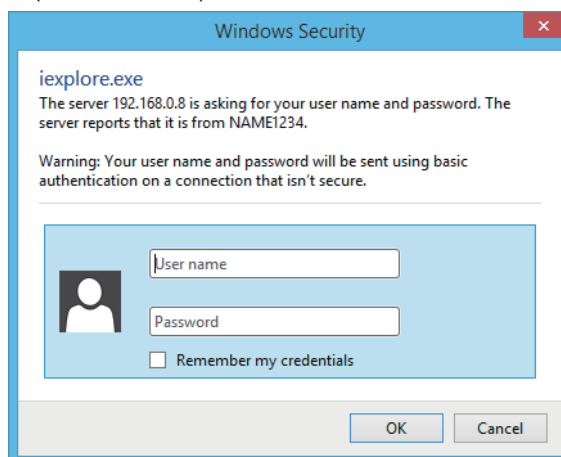 Windows Security
iexplore.exe
The server 192.168.0.8 is asking for your user name and password. The
server reports that it is from NAME1234.
Warning: Your user name and password will be sent using basic
authentication on a connection that isn't secure.
User name
Password
Remember my credentials
OK
Cancel